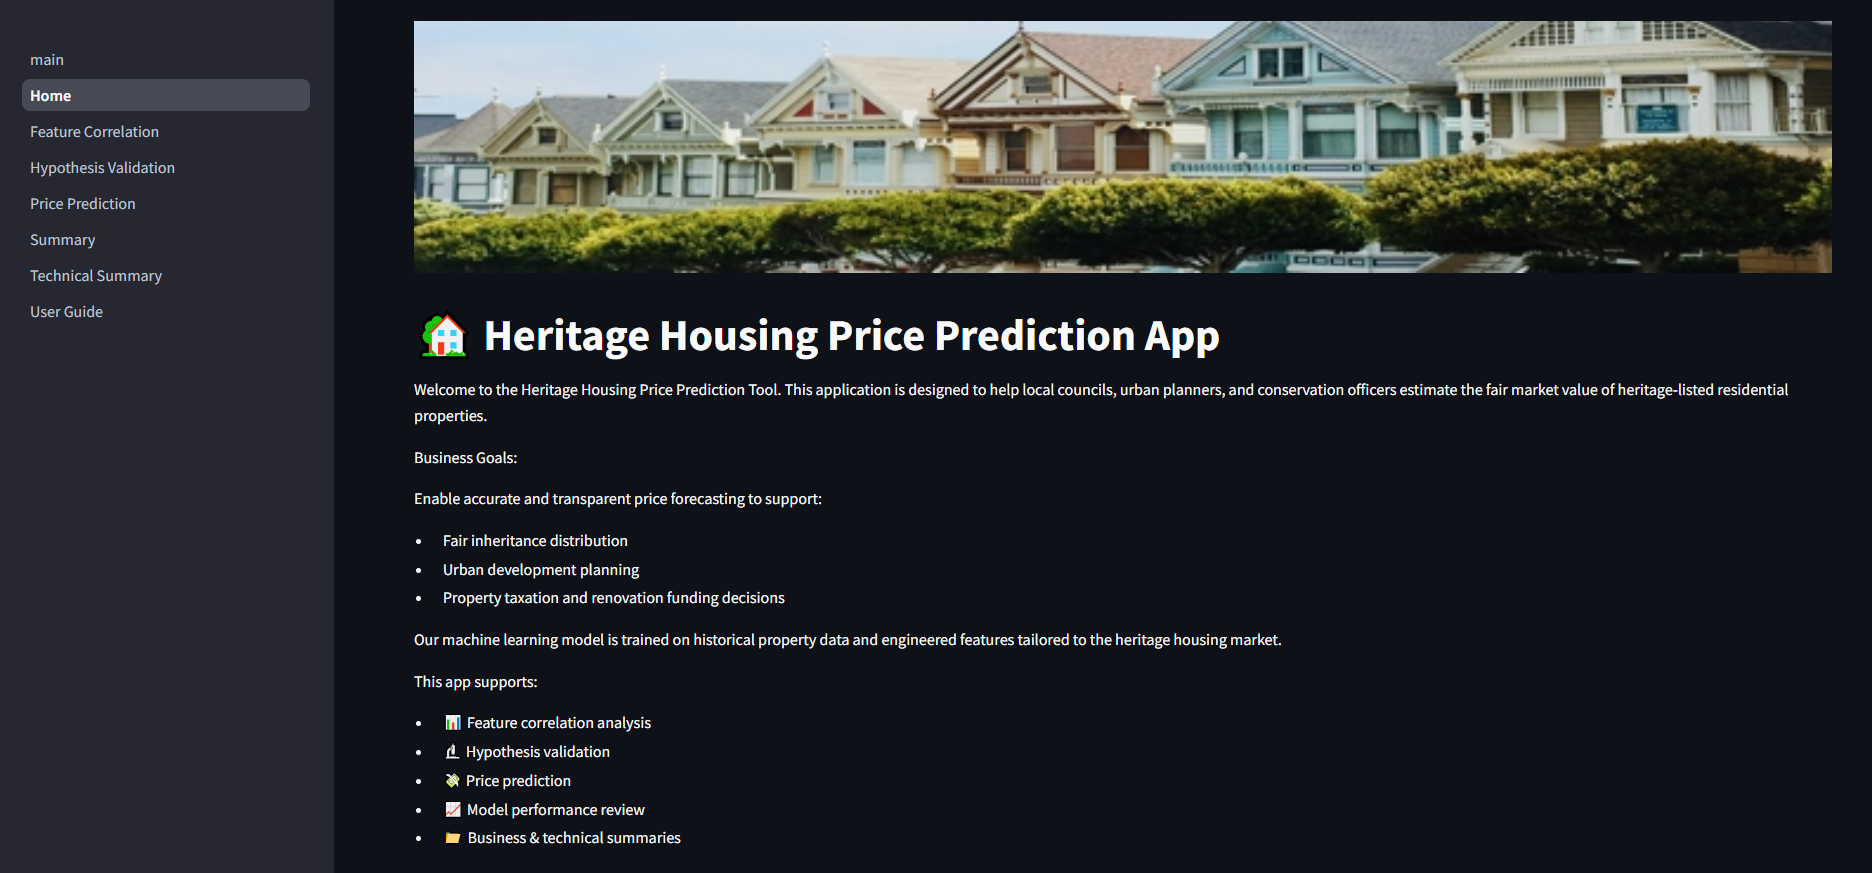 main
Home
Feature Correlation
Hypothesis Validation
Price Prediction
Summary
Technical Summary
User Guide
Heritage Housing Price Prediction App
Welcome to the Heritage Housing Price Prediction Tool. This application is designed to help local councils, urban planners, and conservation officers estimate the fair market value of heritage-listed residential
properties.
Business Goals:
Enable accurate and transparent price forecasting to support:
• Fair inheritance distribution
• Urban development planning
• Property taxation and renovation funding decisions
Our machine learning model is trained on historical property data and engineered features tailored to the heritage housing market.
This app supports:
• 📊 Feature correlation analysis
• 🔬 Hypothesis validation
• 💸 Price prediction
• 📈 Model performance review
• 📁 Business & technical summaries